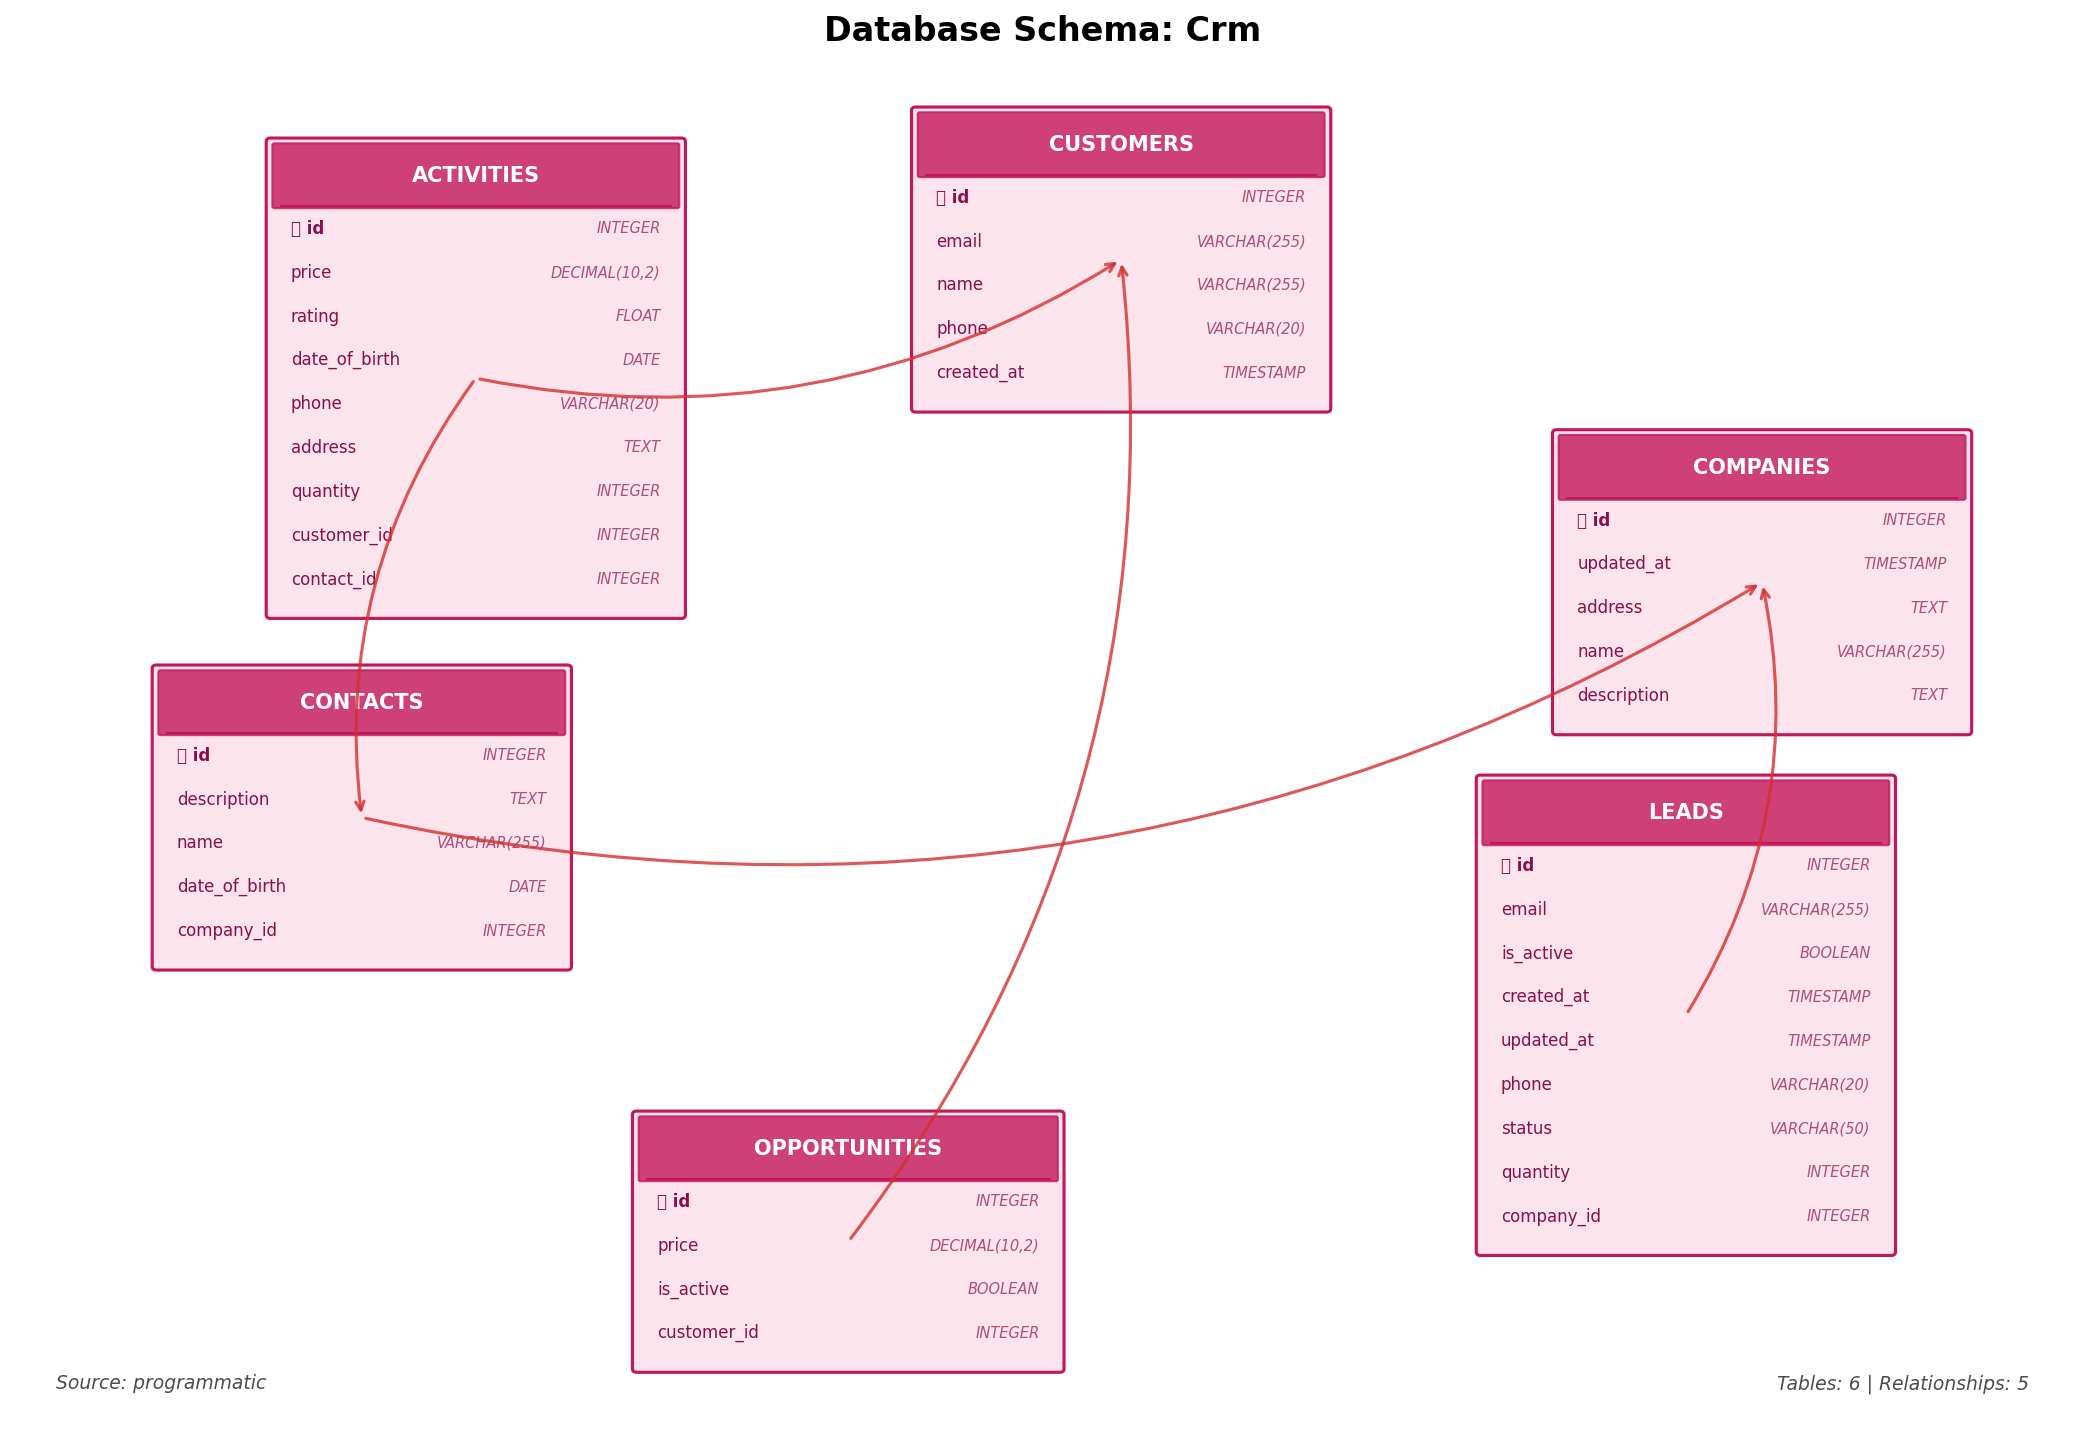 Database Schema: Crm
ACTIVITIES
id INTEGER
price DECIMAL(10,2)
rating FLOAT
date_of_birth DATE
phone VARCHAR(20)
address TEXT
quantity INTEGER
customer_id INTEGER
contact_id INTEGER
CUSTOMERS
id INTEGER
email VARCHAR(255)
name VARCHAR(255)
phone VARCHAR(20)
created_at TIMESTAMP
COMPANIES
id INTEGER
updated_at TIMESTAMP
address TEXT
name VARCHAR(255)
description TEXT
CONTACTS
id INTEGER
description TEXT
name VARCHAR(255)
date_of_birth DATE
company_id INTEGER
LEADS
id INTEGER
email VARCHAR(255)
is_active BOOLEAN
created_at TIMESTAMP
updated_at TIMESTAMP
phone VARCHAR(20)
status VARCHAR(50)
quantity INTEGER
company_id INTEGER
OPPORTUNITIES
id INTEGER
price DECIMAL(10,2)
is_active BOOLEAN
customer_id INTEGER
Source: programmatic
Tables: 6 | Relationships: 5